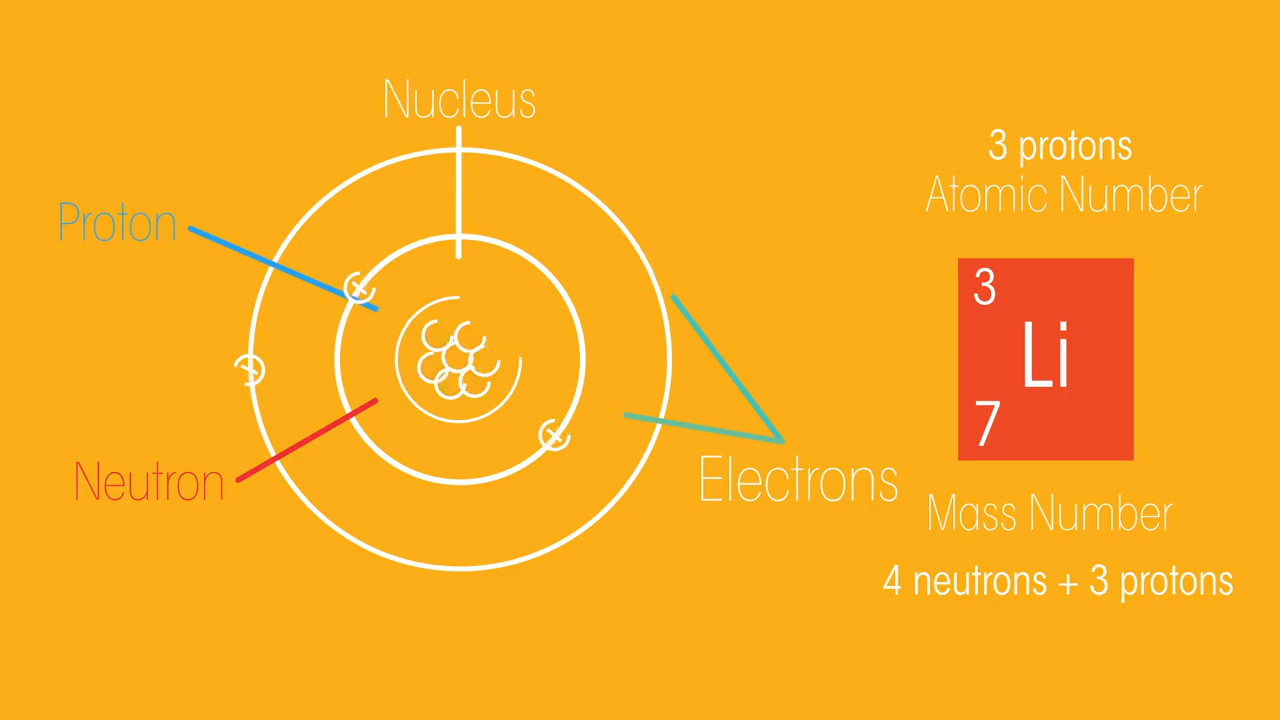 Nucleus
Proton
Neutron
Electrons
3 protons
Atomic Number
3
Li
7
Mass Number
4 neutrons + 3 protons